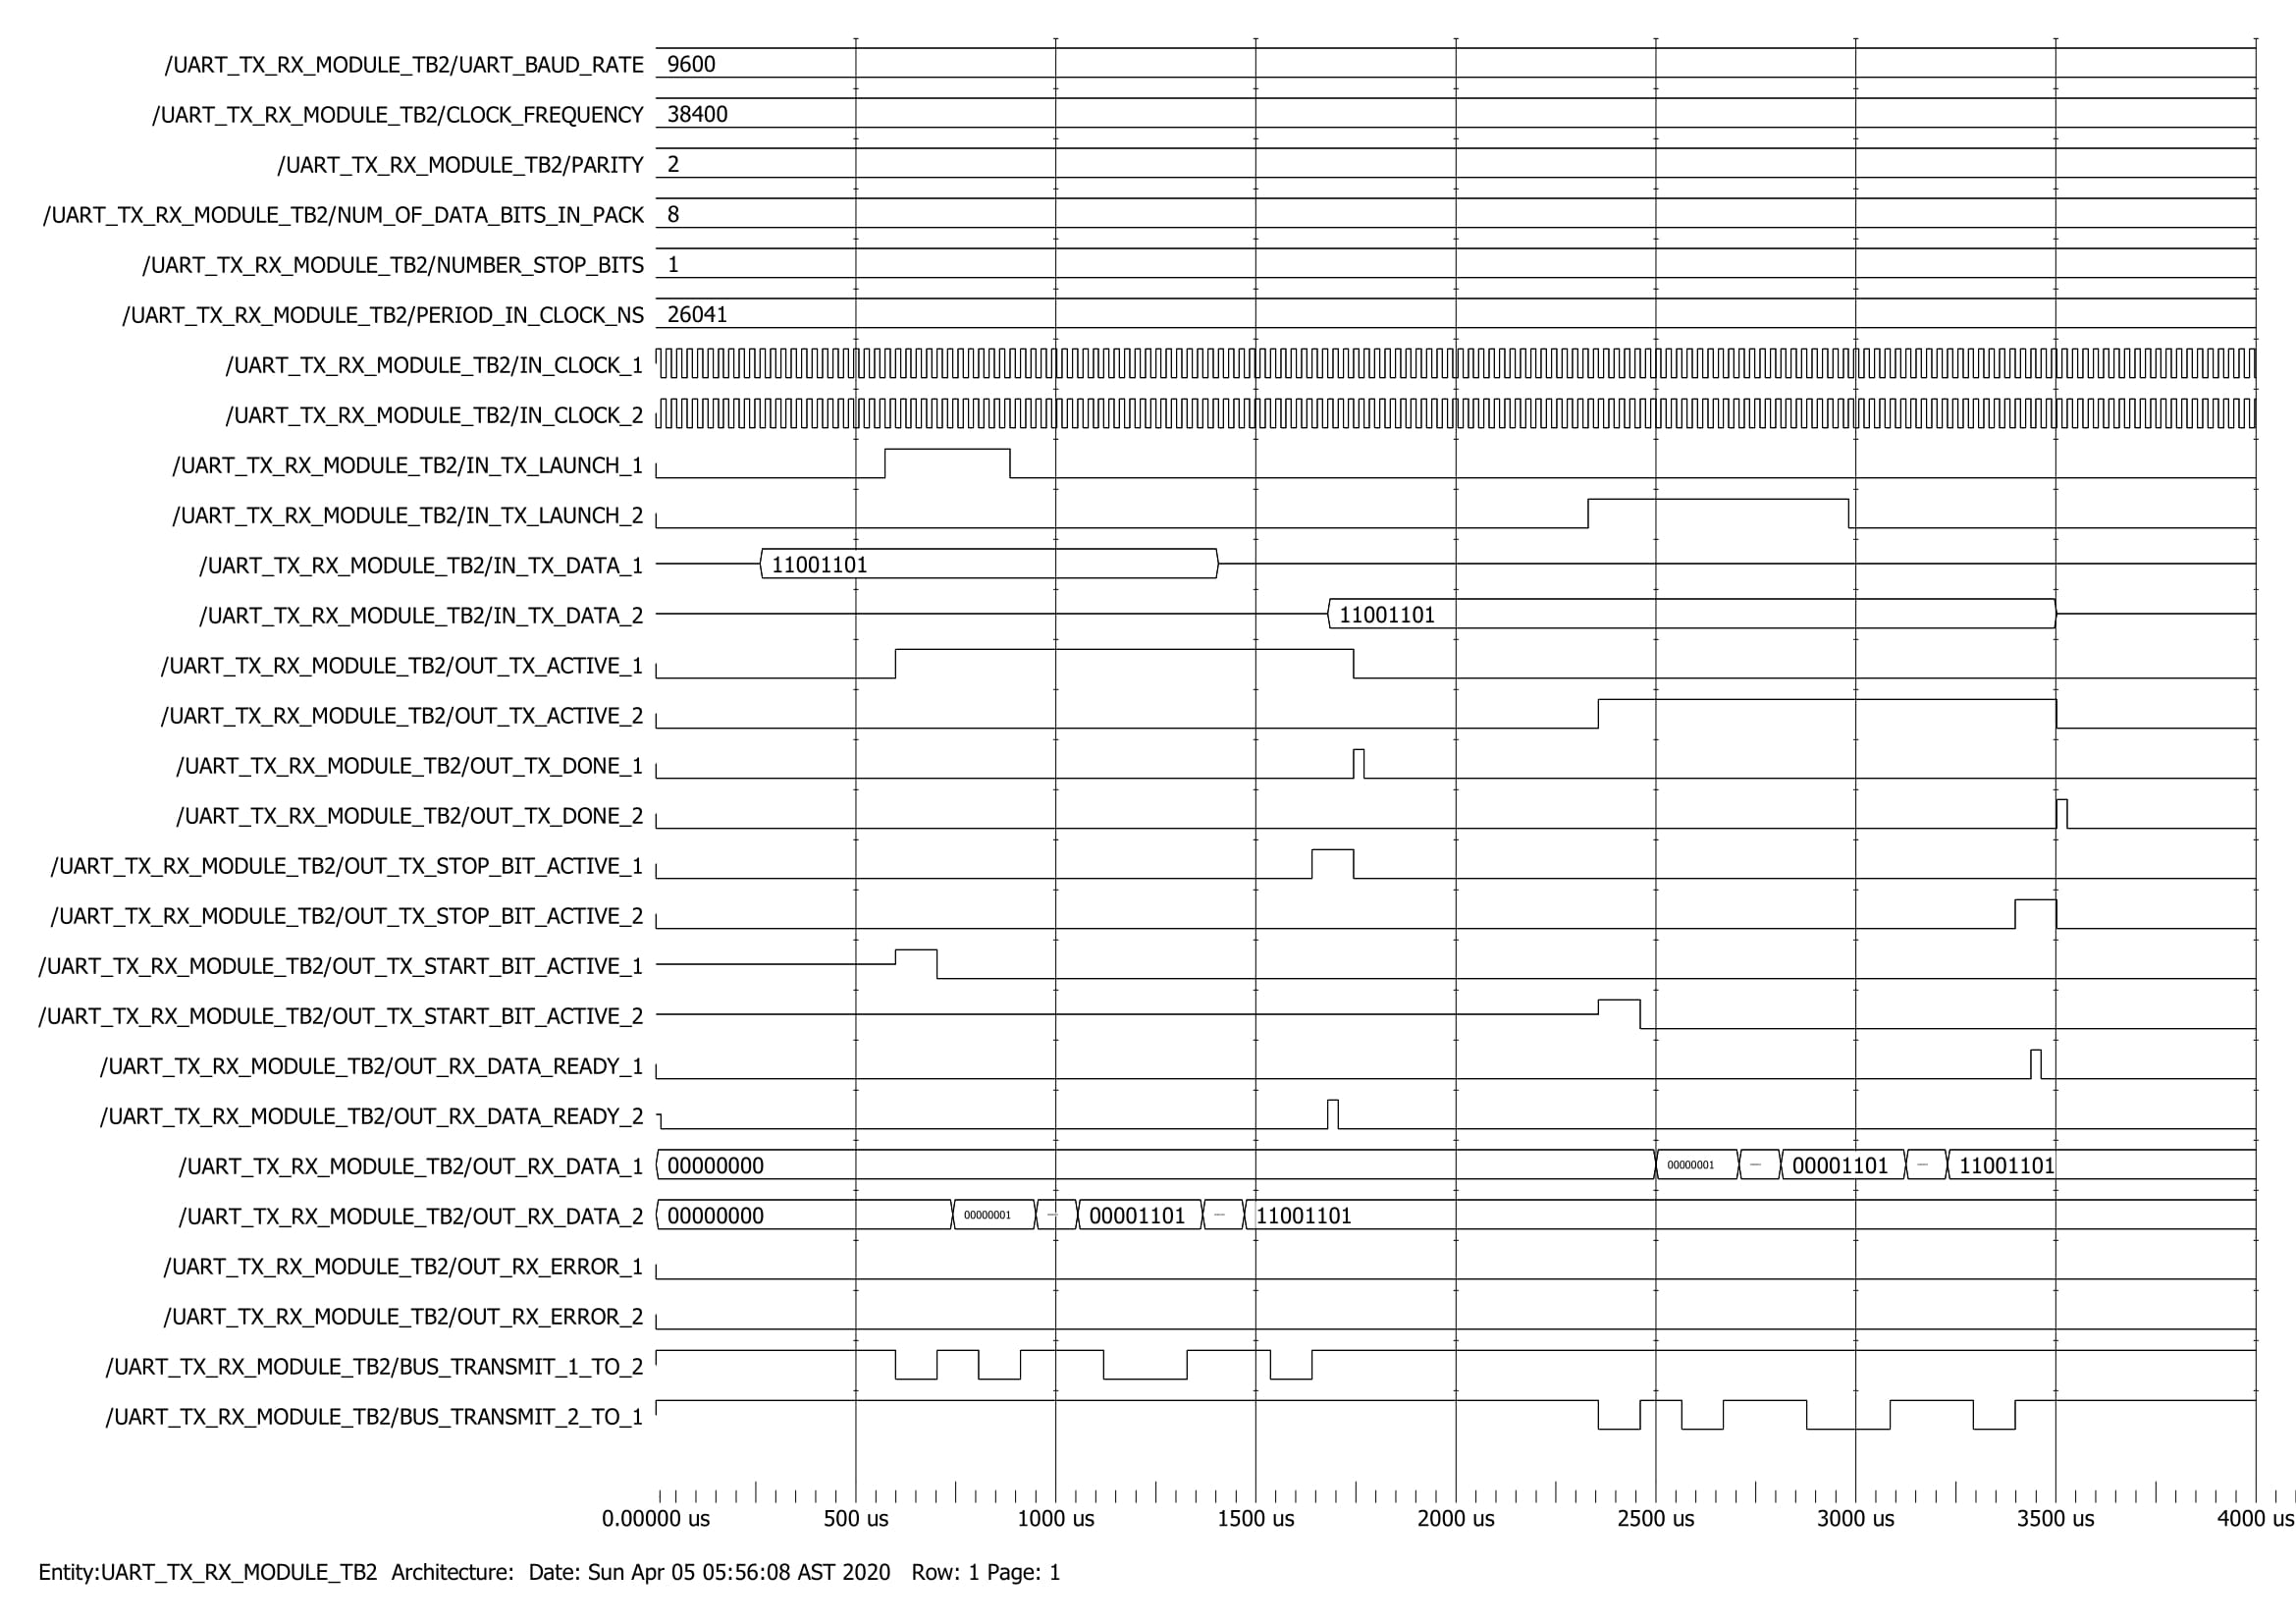 /UART_TX_RX_MODULE_TB2/UART_BAUD_RATE 9600
/UART_TX_RX_MODULE_TB2/CLOCK_FREQUENCY 38400
/UART_TX_RX_MODULE_TB2/PARITY 2
/UART_TX_RX_MODULE_TB2/NUM_OF_DATA_BITS_IN_PACK 8
/UART_TX_RX_MODULE_TB2/NUMBER_STOP_BITS 1
/UART_TX_RX_MODULE_TB2/PERIOD_IN_CLOCK_NS 26041
/UART_TX_RX_MODULE_TB2/IN_CLOCK_1
/UART_TX_RX_MODULE_TB2/IN_CLOCK_2
/UART_TX_RX_MODULE_TB2/IN_TX_LAUNCH_1
/UART_TX_RX_MODULE_TB2/IN_TX_LAUNCH_2
/UART_TX_RX_MODULE_TB2/IN_TX_DATA_1 11001101
/UART_TX_RX_MODULE_TB2/IN_TX_DATA_2 11001101
/UART_TX_RX_MODULE_TB2/OUT_TX_ACTIVE_1
/UART_TX_RX_MODULE_TB2/OUT_TX_ACTIVE_2
/UART_TX_RX_MODULE_TB2/OUT_TX_DONE_1
/UART_TX_RX_MODULE_TB2/OUT_TX_DONE_2
/UART_TX_RX_MODULE_TB2/OUT_TX_STOP_BIT_ACTIVE_1
/UART_TX_RX_MODULE_TB2/OUT_TX_STOP_BIT_ACTIVE_2
/UART_TX_RX_MODULE_TB2/OUT_TX_START_BIT_ACTIVE_1
/UART_TX_RX_MODULE_TB2/OUT_TX_START_BIT_ACTIVE_2
/UART_TX_RX_MODULE_TB2/OUT_RX_DATA_READY_1
/UART_TX_RX_MODULE_TB2/OUT_RX_DATA_READY_2
/UART_TX_RX_MODULE_TB2/OUT_RX_DATA_1 00000000 00000001 00001101 11001101
/UART_TX_RX_MODULE_TB2/OUT_RX_DATA_2 00000000 00000001 00001101 11001101
/UART_TX_RX_MODULE_TB2/OUT_RX_ERROR_1
/UART_TX_RX_MODULE_TB2/OUT_RX_ERROR_2
/UART_TX_RX_MODULE_TB2/BUS_TRANSMIT_1_TO_2
/UART_TX_RX_MODULE_TB2/BUS_TRANSMIT_2_TO_1
0.00000 us 500 us 1000 us 1500 us 2000 us 2500 us 3000 us 3500 us 4000 us
Entity:UART_TX_RX_MODULE_TB2 Architecture: Date: Sun Apr 05 05:56:08 AST 2020 Row: 1 Page: 1